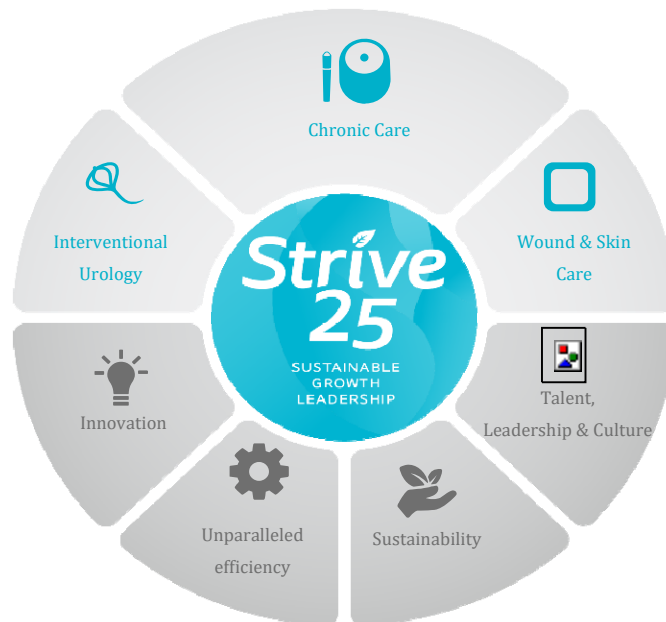 Chronic Care
Interventional
Urology
Wound & Skin
Care
Strive
25
SUSTAINABLE
GROWTH
LEADERSHIP
Innovation
Talent,
Leadership & Culture
Unparalleled
efficiency
Sustainability